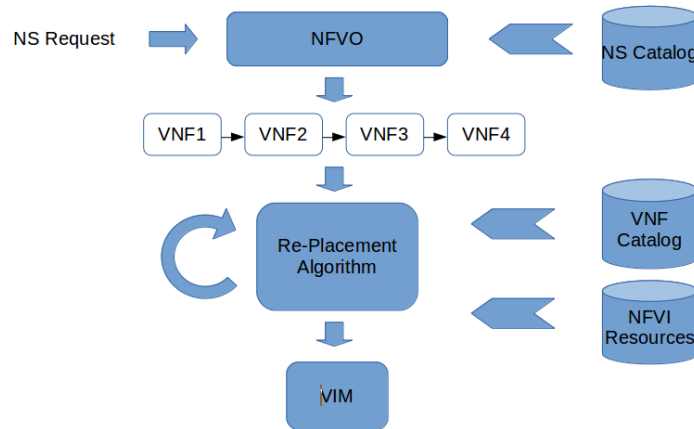 NS Request
NFVO
NS Catalog
VNF1
VNF2
VNF3
VNF4
Re-Placement
Algorithm
VNF
Catalog
NFVI
Resources
VIM